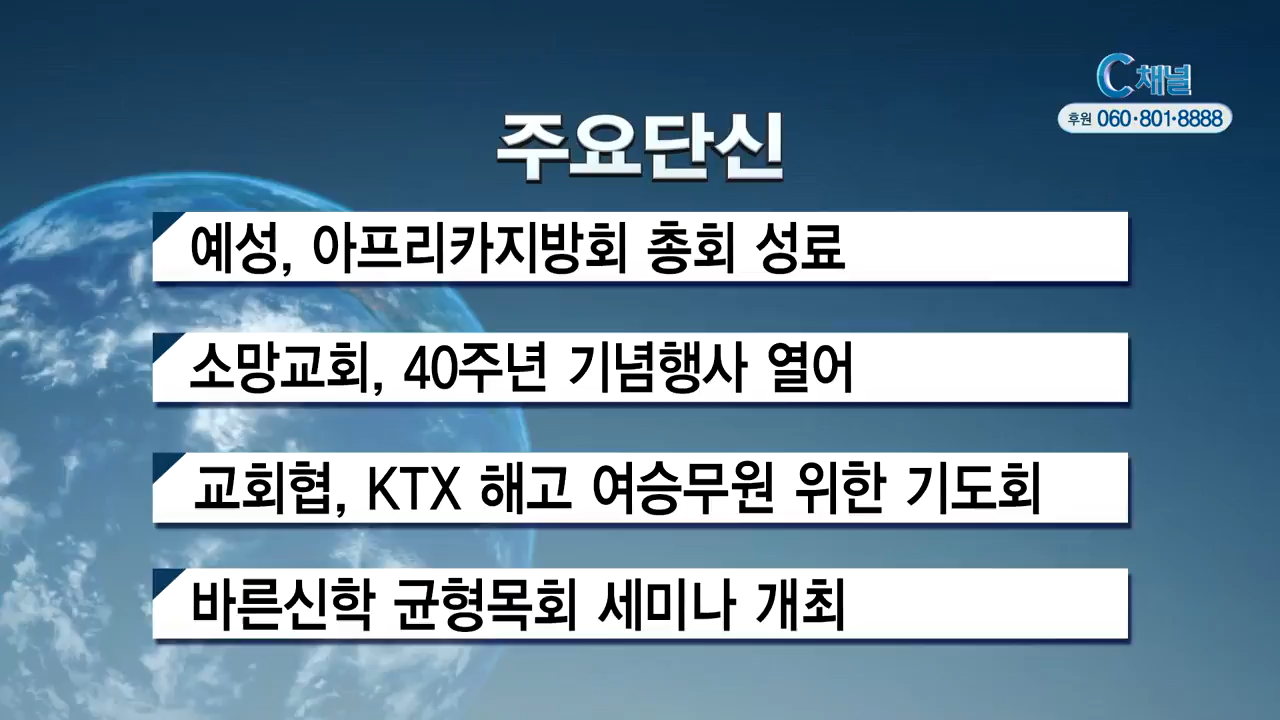 C채널
후원 060·801·8888
주요단신
예성, 아프리카지방회 총회 성료
소망교회, 40주년 기념행사 열어
교회협, KTX 해고 여승무원 위한 기도회
바른신학 균형목회 세미나 개최